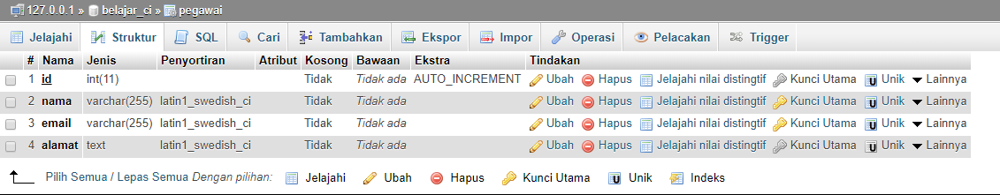 127.0.0.1 » belajar_ci » pegawai
Jelajahi Struktur SQL Cari Tambahkan Ekspor Impor Operasi Pelacakan Trigger
# Nama Jenis Penyortiran Atribut Kosong Bawaan Ekstra Tindakan
1 id int(11) Tidak Tidak ada AUTO_INCREMENT Ubah Hapus Jelajahi nilai distingtif Kunci Utama Unik Lainnya
2 nama varchar(255) latin1_swedish_ci Tidak Tidak ada Ubah Hapus Jelajahi nilai distingtif Kunci Utama Unik Lainnya
3 email varchar(255) latin1_swedish_ci Tidak Tidak ada Ubah Hapus Jelajahi nilai distingtif Kunci Utama Unik Lainnya
4 alamat text latin1_swedish_ci Tidak Tidak ada Ubah Hapus Jelajahi nilai distingtif Kunci Utama Unik Lainnya
Pilih Semua / Lepas Semua Dengan pilihan: Jelajahi Ubah Hapus Kunci Utama Unik Indeks